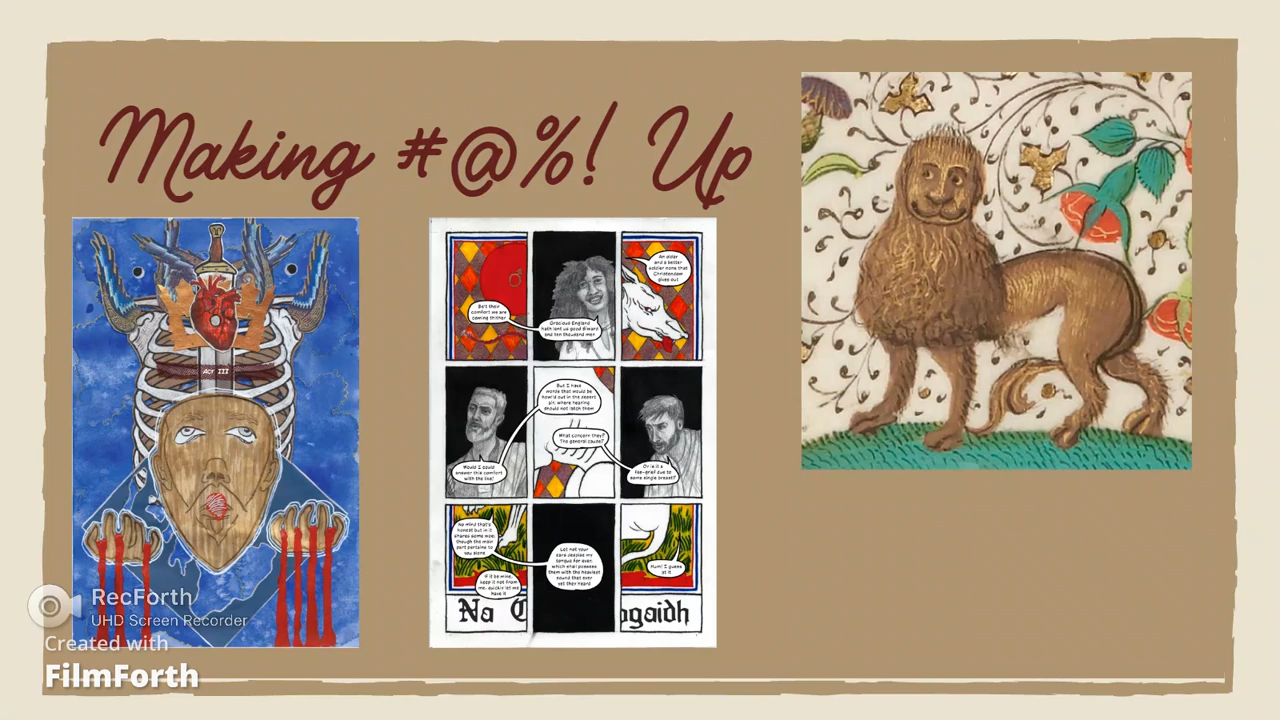 Making #@%! Up
ACT III
Be't their
comfort we are
coming thither
Gracious England
hath lent us good Siward
and ten thousand men
An older
and a better
soldier none that
Christendom
gives out
Would I could
answer this comfort
with the like!
But I have
words that would be
howl'd out in the desert
air, where hearing
should not latch them
What concern they?
The general cause?
Or is it a
fee-grief due to
some single breast?
No mind that's
honest but in it
shares some woe;
though the main
part pertains to
you alone
If it be mine,
keep it not from
me, quickly let me
have it
Let not your
ears despise my
tongue for ever,
which shall possess
them with the heaviest
sound that ever
yet they heard
Hum! I guess
at it
Na C
ogaidh
RecForth
UHD Screen Recorder
Created with
FilmForth